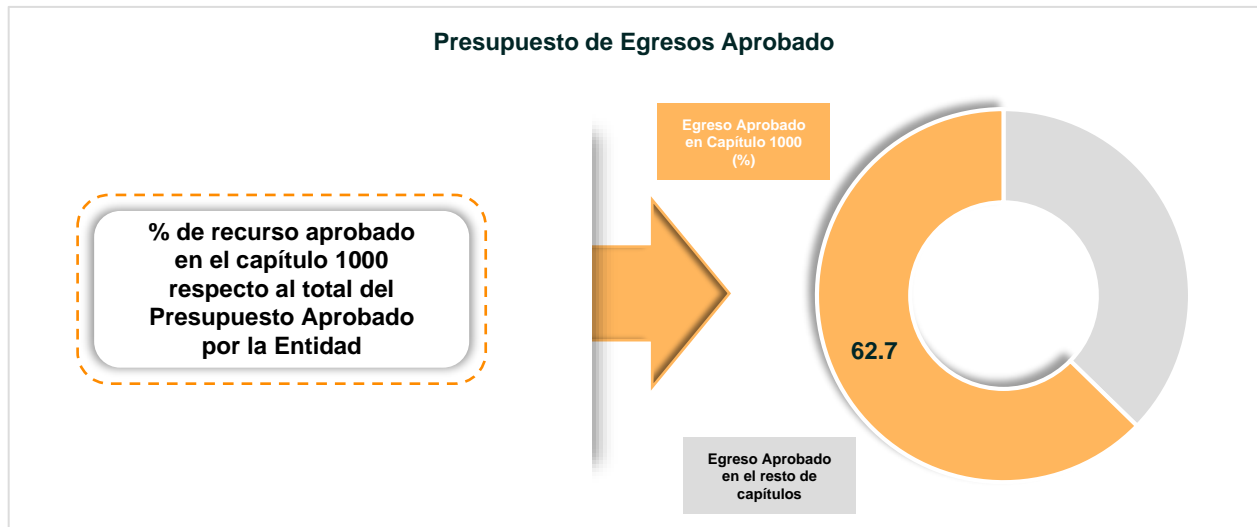 Presupuesto de Egresos Aprobado
% de recurso aprobado
en el capítulo 1000
respecto al total del
Presupuesto Aprobado
por la Entidad
Egreso Aprobado
en Capítulo 1000
(%)
62.7
Egreso Aprobado
en el resto de
capítulos